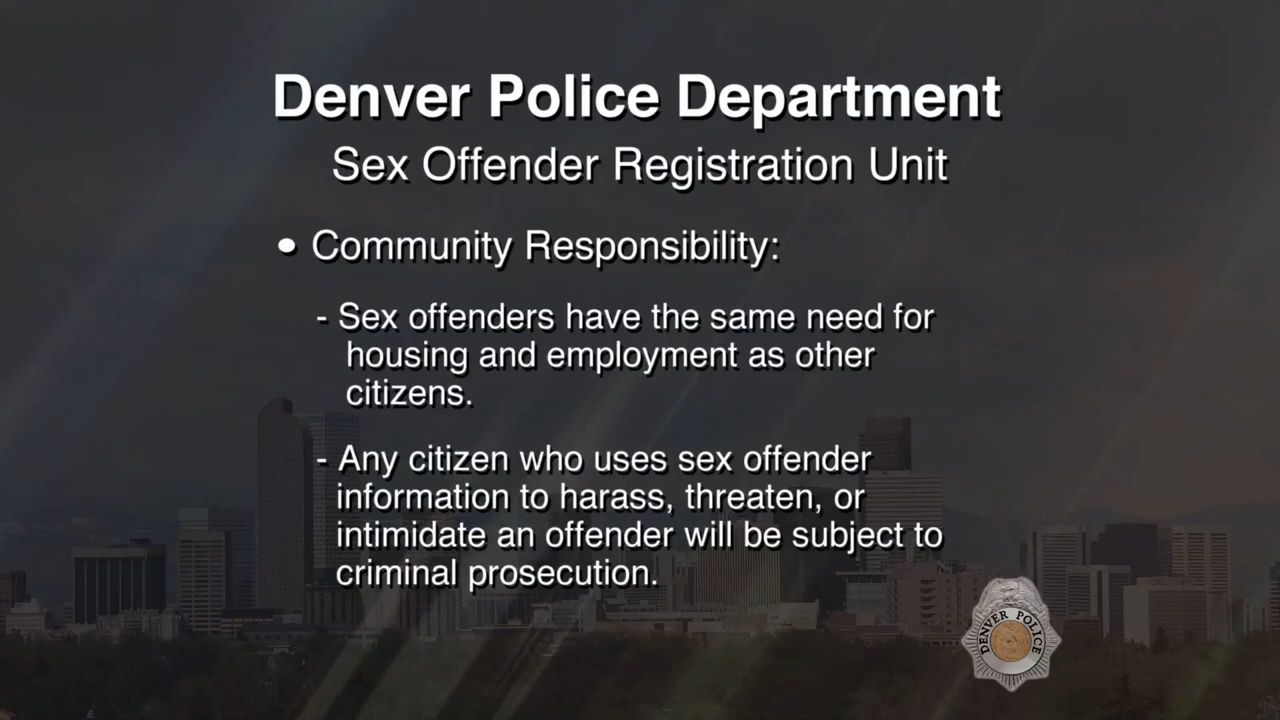 Denver Police Department
Sex Offender Registration Unit
• Community Responsibility:
- Sex offenders have the same need for
housing and employment as other
citizens.
- Any citizen who uses sex offender
information to harass, threaten, or
intimidate an offender will be subject to
criminal prosecution.
DENVER POLICE